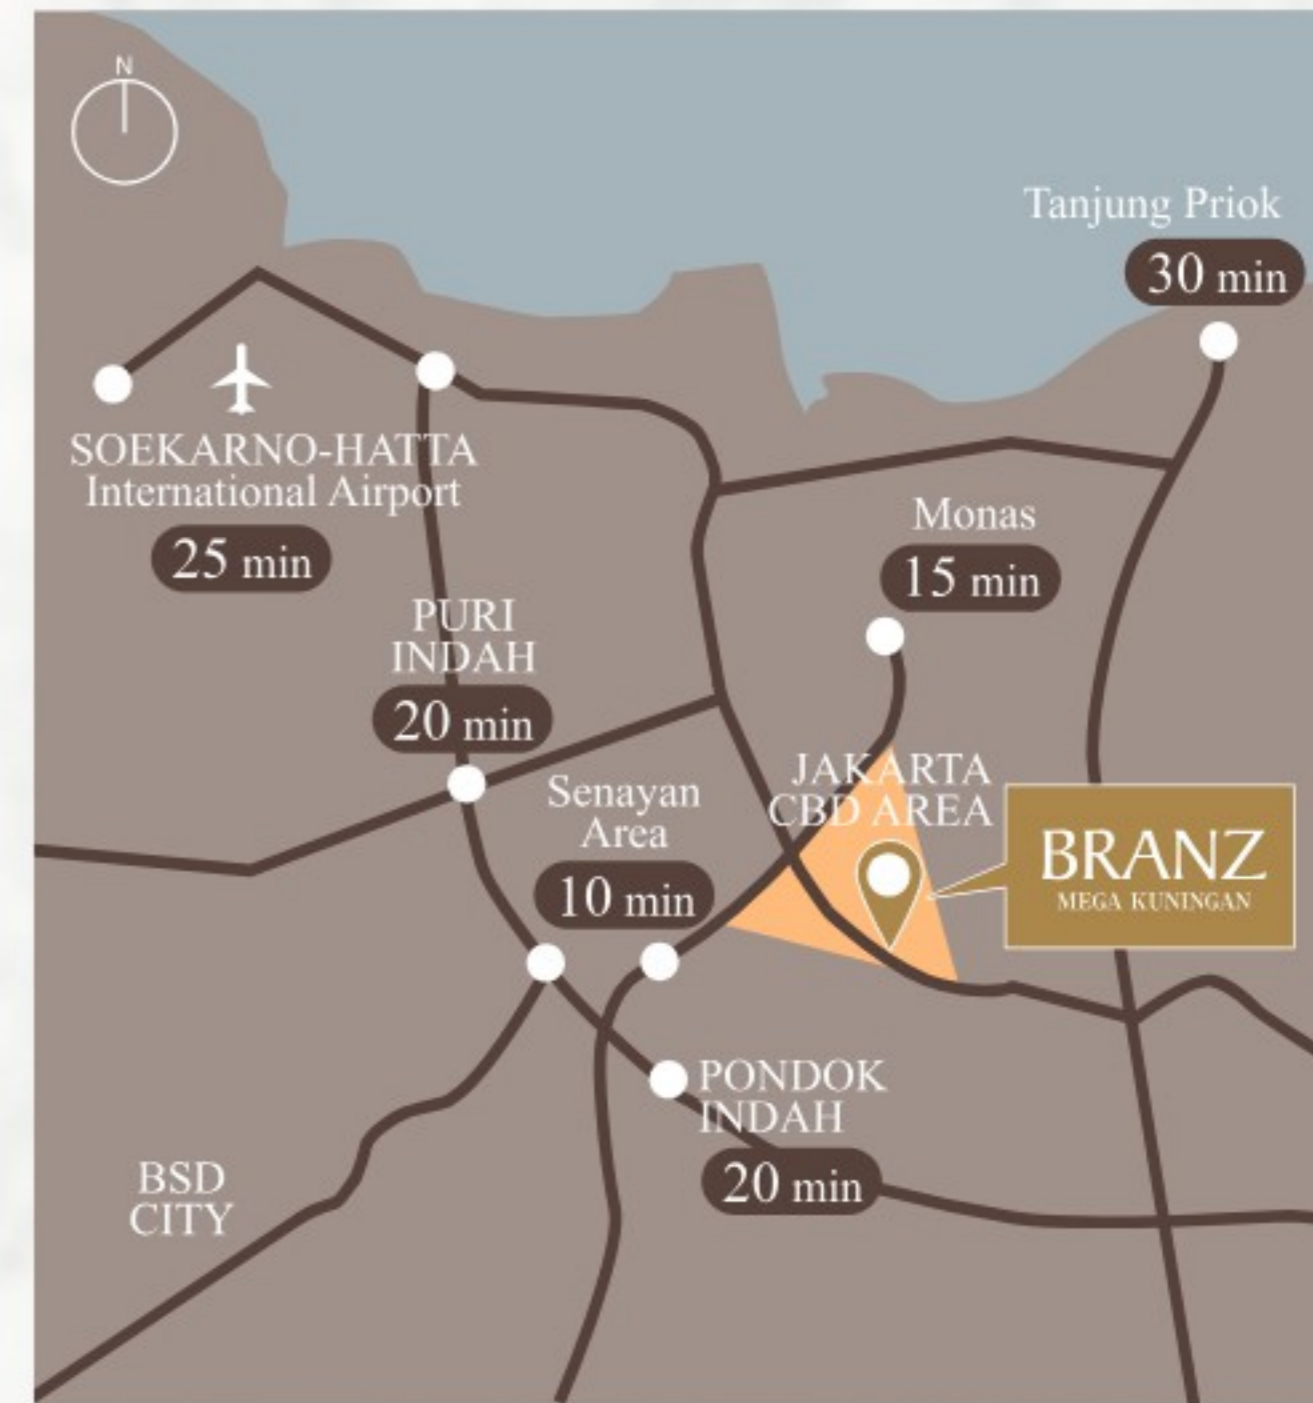 N
Tanjung Priok
30 min
SOEKARNO-HATTA
International Airport
25 min
Monas
15 min
PURI
INDAH
20 min
Senayan
Area
10 min
JAKARTA
CBD AREA
BRANZ
MEGA KUNINGAN
PONDOK
INDAH
20 min
BSD
CITY